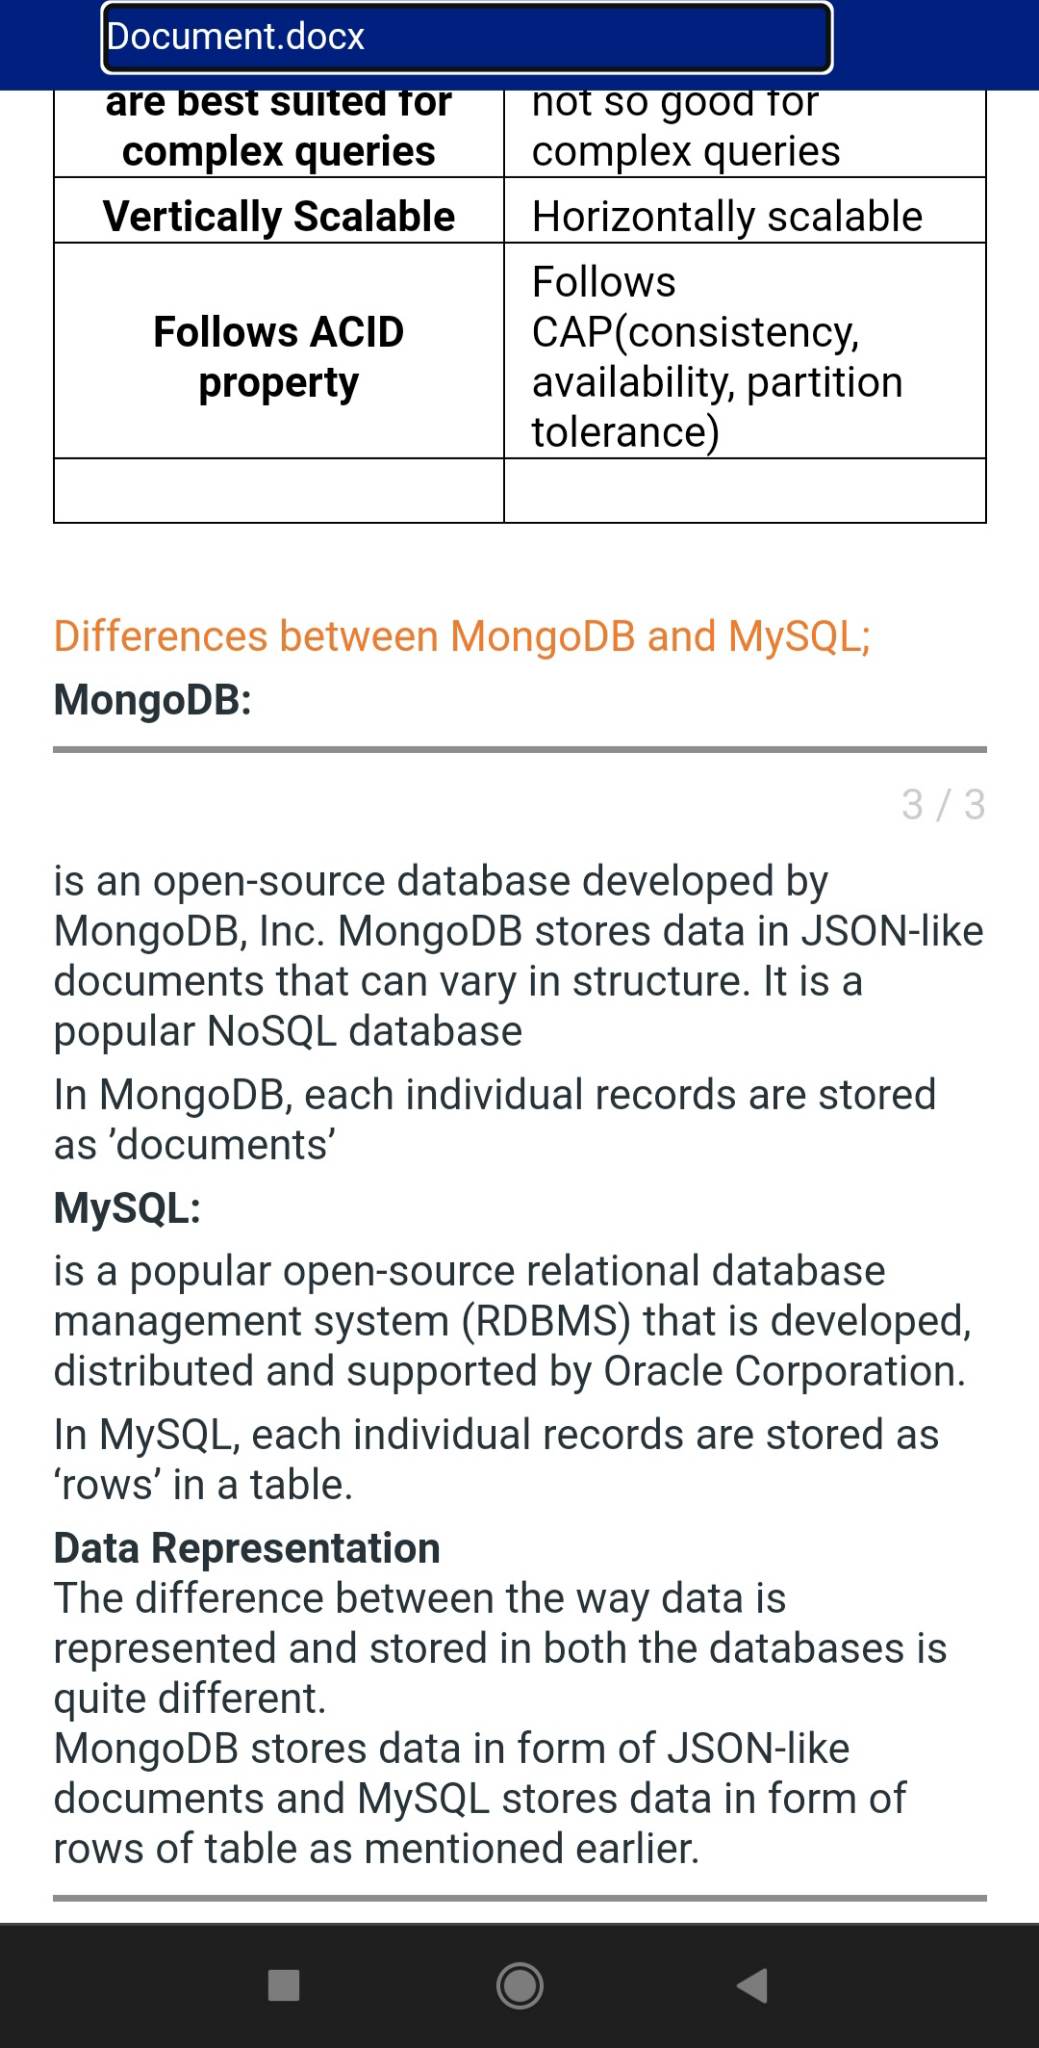 Document.docx
are best suited for
complex queries
not so good for
complex queries
Vertically Scalable
Horizontally scalable
Follows ACID
property
Follows
CAP(consistency,
availability, partition
tolerance)
Differences between MongoDB and MySQL;
MongoDB:
3 / 3
is an open-source database developed by
MongoDB, Inc. MongoDB stores data in JSON-like
documents that can vary in structure. It is a
popular NoSQL database
In MongoDB, each individual records are stored
as ’documents’
MySQL:
is a popular open-source relational database
management system (RDBMS) that is developed,
distributed and supported by Oracle Corporation.
In MySQL, each individual records are stored as
‘rows’ in a table.
Data Representation
The difference between the way data is
represented and stored in both the databases is
quite different.
MongoDB stores data in form of JSON-like
documents and MySQL stores data in form of
rows of table as mentioned earlier.